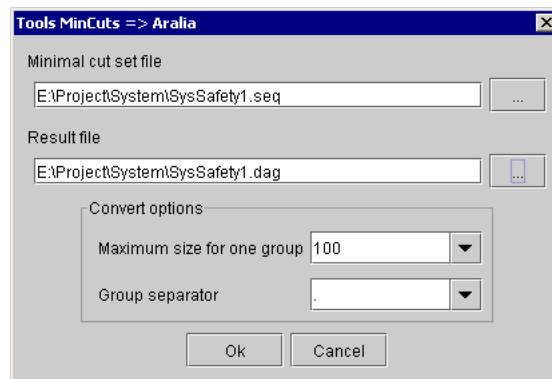 Tools MinCuts => Aralia
Minimal cut set file
E:\Project\System\SysSafety1.seq ...
Result file
E:\Project\System\SysSafety1.dag ...
Convert options
Maximum size for one group 100
Group separator .
Ok Cancel